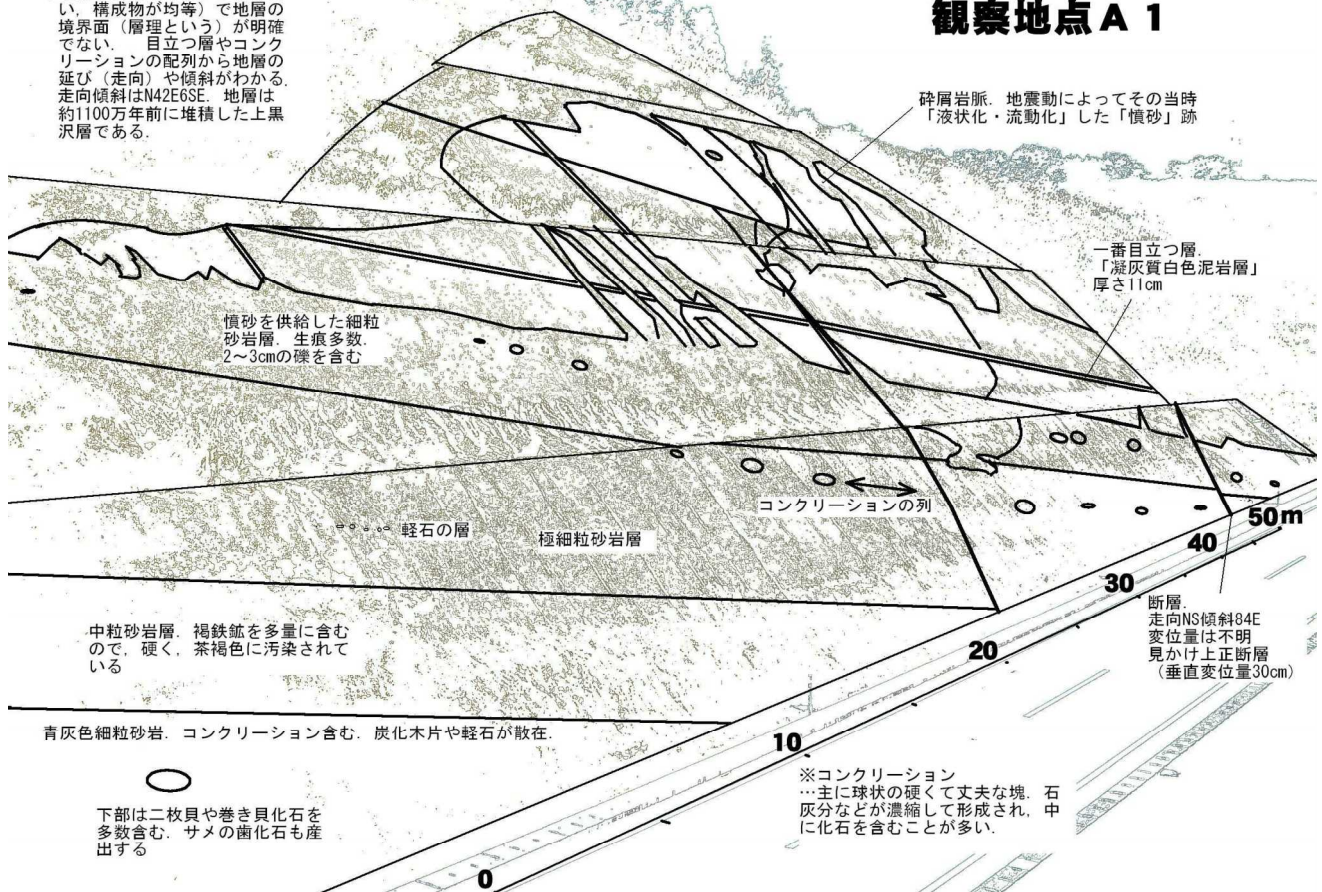 い，構成物が均等）で地層の
境界面（層理という）が明確
でない．　目立つ層やコンク
リーションの配列から地層の
延び（走向）や傾斜がわかる．
走向傾斜はN42E6SE．地層は
約1100万年前に堆積した上黒
沢層である．
観察地点A 1
砕屑岩脈．地震動によってその当時
「液状化・流動化」した「憤砂」跡
一番目立つ層．
「凝灰質白色泥岩層」
厚さ11cm
憤砂を供給した細粒
砂岩層．生痕多数．
2～3cmの礫を含む
コンクリーションの列
軽石の層
極細粒砂岩層
中粒砂岩層．褐鉄鉱を多量に含む
ので，硬く，茶褐色に汚染されて
いる
断層．
走向NS傾斜84E
変位量は不明
見かけ上正断層
（垂直変位量30cm）
青灰色細粒砂岩．コンクリーション含む．炭化木片や軽石が散在．
下部は二枚貝や巻き貝化石を
多数含む．サメの歯化石も産
出する
※コンクリーション
…主に球状の硬くて丈夫な塊．石
灰分などが濃縮して形成され，中
に化石を含むことが多い．
0
10
20
30
40
50m